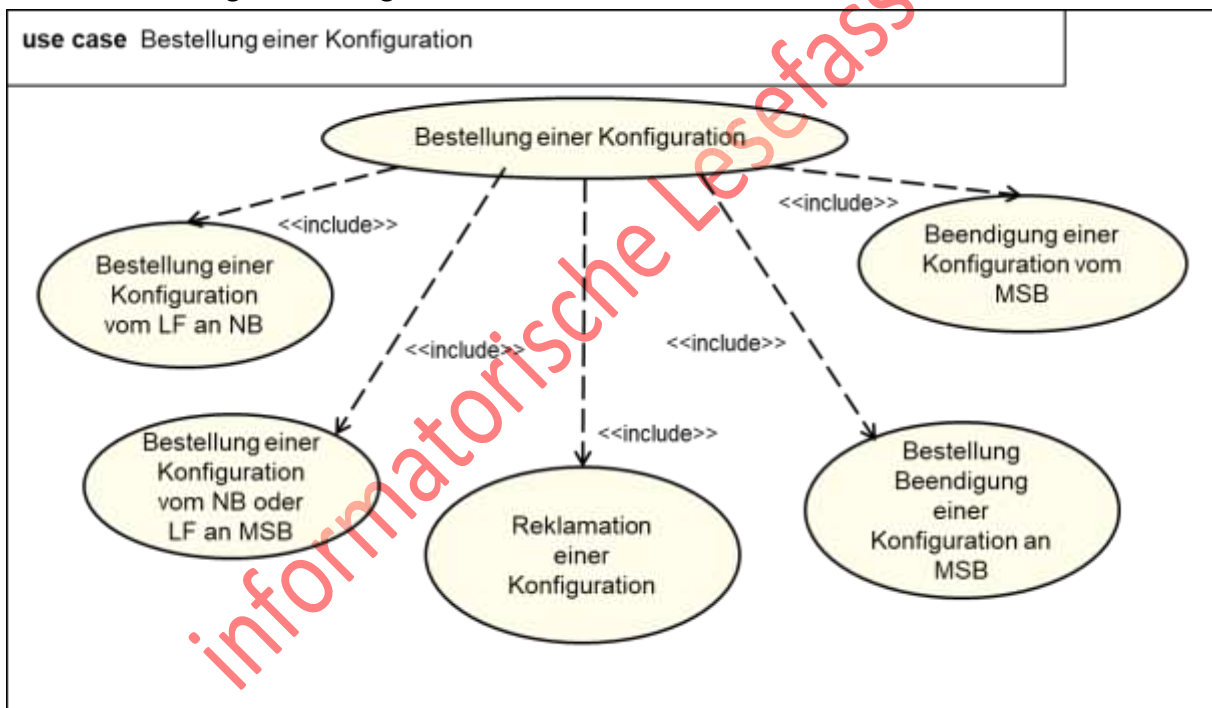 use case Bestellung einer Konfiguration
Bestellung einer Konfiguration
<<include>>
<<include>>
Bestellung einer
Konfiguration
vom LF an NB
Beendigung einer
Konfiguration vom
MSB
<<include>>
<<include>>
<<include>>
Bestellung einer
Konfiguration
vom NB oder
LF an MSB
Reklamation
einer
Konfiguration
Bestellung
Beendigung
einer
Konfiguration an
MSB
informatorische Lesefass